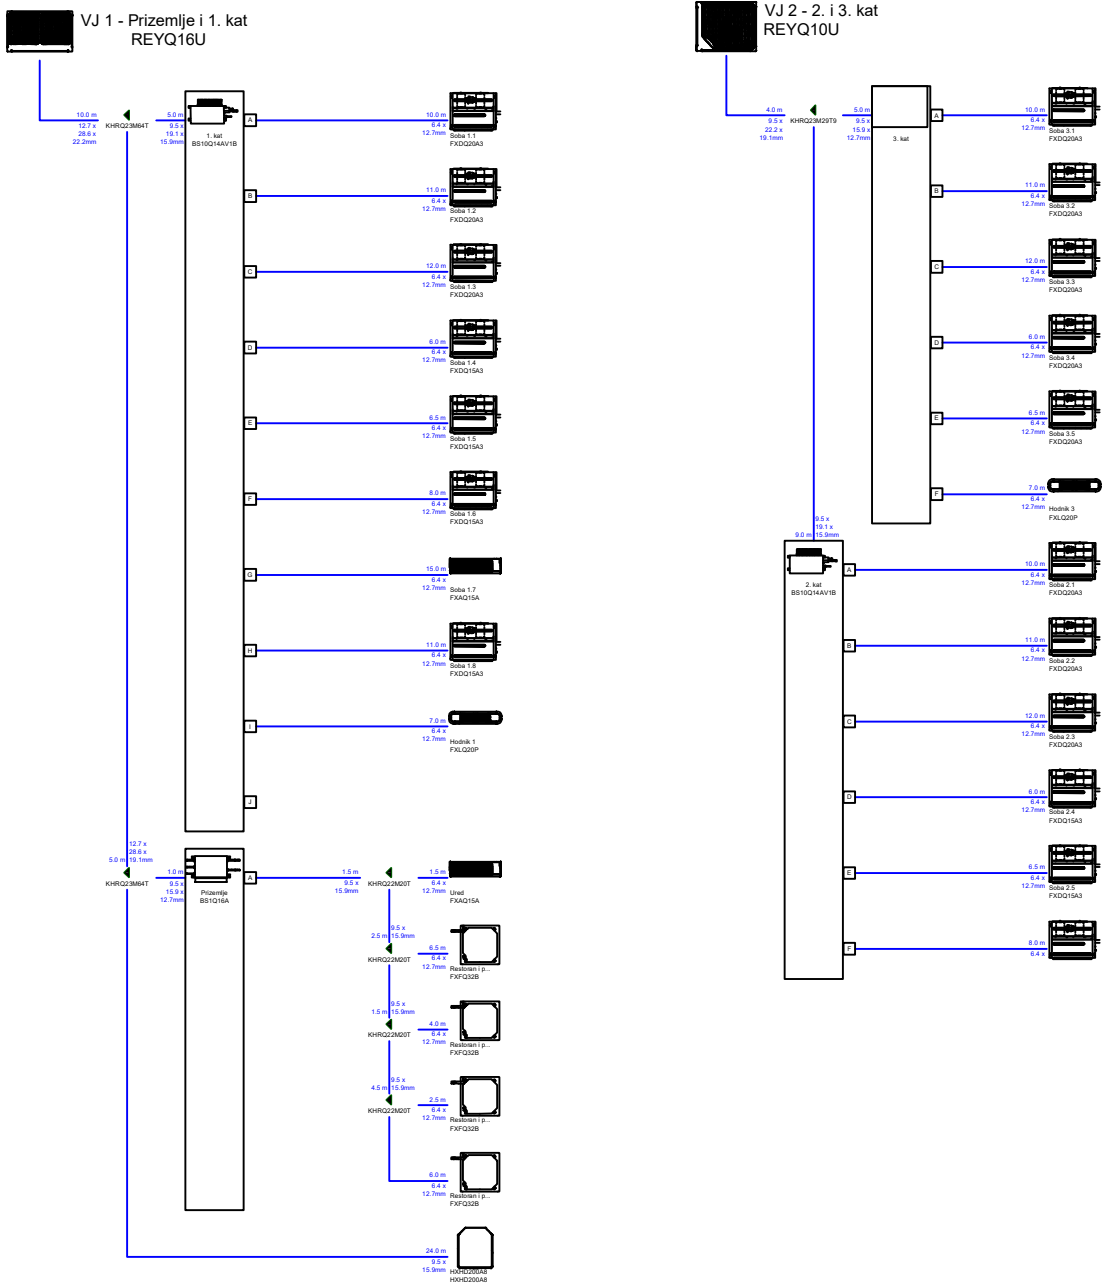 VJ 1 - Prizemlje i 1. kat
REYQ16U
10.0 m
12.7 x
28.6 x
22.2mm
KHRQ23M64T
5.0 m
9.5 x
19.1 x
15.9mm
1. kat
BS10Q14AV1B
A
10.0 m
6.4 x
12.7mm
Soba 1.1
FXDQ20A3
B
11.0 m
6.4 x
12.7mm
Soba 1.2
FXDQ20A3
C
12.0 m
6.4 x
12.7mm
Soba 1.3
FXDQ20A3
D
6.0 m
6.4 x
12.7mm
Soba 1.4
FXDQ15A3
E
6.5 m
6.4 x
12.7mm
Soba 1.5
FXDQ15A3
F
8.0 m
6.4 x
12.7mm
Soba 1.6
FXDQ15A3
G
15.0 m
6.4 x
12.7mm
Soba 1.7
FXAQ15A
H
11.0 m
6.4 x
12.7mm
Soba 1.8
FXDQ15A3
I
7.0 m
6.4 x
12.7mm
Hodnik 1
FXLQ20P
J
12.7 x
28.6 x
5.0 m 19.1mm
KHRQ23M64T
1.0 m
9.5 x
15.9 x
12.7mm
Prizemlje
BS1Q16A
A
1.5 m
9.5 x
15.9mm
KHRQ22M20T
1.5 m
6.4 x
12.7mm
Ured
FXAQ15A
9.5 x
2.5 m 15.9mm
KHRQ22M20T
6.5 m
6.4 x
12.7mm
Restoran i p...
FXFQ32B
9.5 x
1.5 m 15.9mm
KHRQ22M20T
4.0 m
6.4 x
12.7mm
Restoran i p...
FXFQ32B
9.5 x
4.5 m 15.9mm
KHRQ22M20T
2.5 m
6.4 x
12.7mm
Restoran i p...
FXFQ32B
6.0 m
6.4 x
12.7mm
Restoran i p...
FXFQ32B
24.0 m
9.5 x
15.9mm
HXHD200A8
HXHD200A8
VJ 2 - 2. i 3. kat
REYQ10U
4.0 m
9.5 x
22.2 x
19.1mm
KHRQ23M29T9
5.0 m
9.5 x
15.9 x
12.7mm
3. kat
A
10.0 m
6.4 x
12.7mm
Soba 3.1
FXDQ20A3
B
11.0 m
6.4 x
12.7mm
Soba 3.2
FXDQ20A3
C
12.0 m
6.4 x
12.7mm
Soba 3.3
FXDQ20A3
D
6.0 m
6.4 x
12.7mm
Soba 3.4
FXDQ20A3
E
6.5 m
6.4 x
12.7mm
Soba 3.5
FXDQ20A3
F
7.0 m
6.4 x
12.7mm
Hodnik 3
FXLQ20P
9.5 x
19.1 x
9.0 m 15.9mm
2. kat
BS10Q14AV1B
A
10.0 m
6.4 x
12.7mm
Soba 2.1
FXDQ20A3
B
11.0 m
6.4 x
12.7mm
Soba 2.2
FXDQ20A3
C
12.0 m
6.4 x
12.7mm
Soba 2.3
FXDQ20A3
D
6.0 m
6.4 x
12.7mm
Soba 2.4
FXDQ15A3
E
6.5 m
6.4 x
12.7mm
Soba 2.5
FXDQ15A3
F
8.0 m
6.4 x